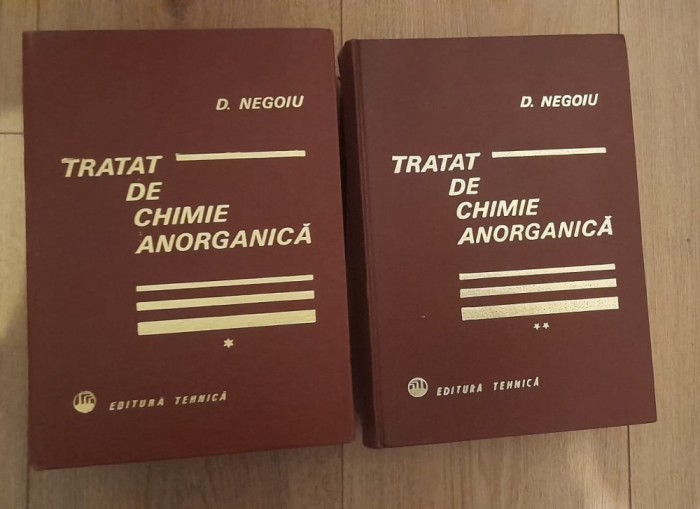 D. NEGOIU
TRATAT
DE
CHIMIE
ANORGANICĂ
*
EDITURA TEHNICĂ
D. NEGOIU
TRATAT
DE
CHIMIE
ANORGANICĂ
**
EDITURA TEHNICĂ